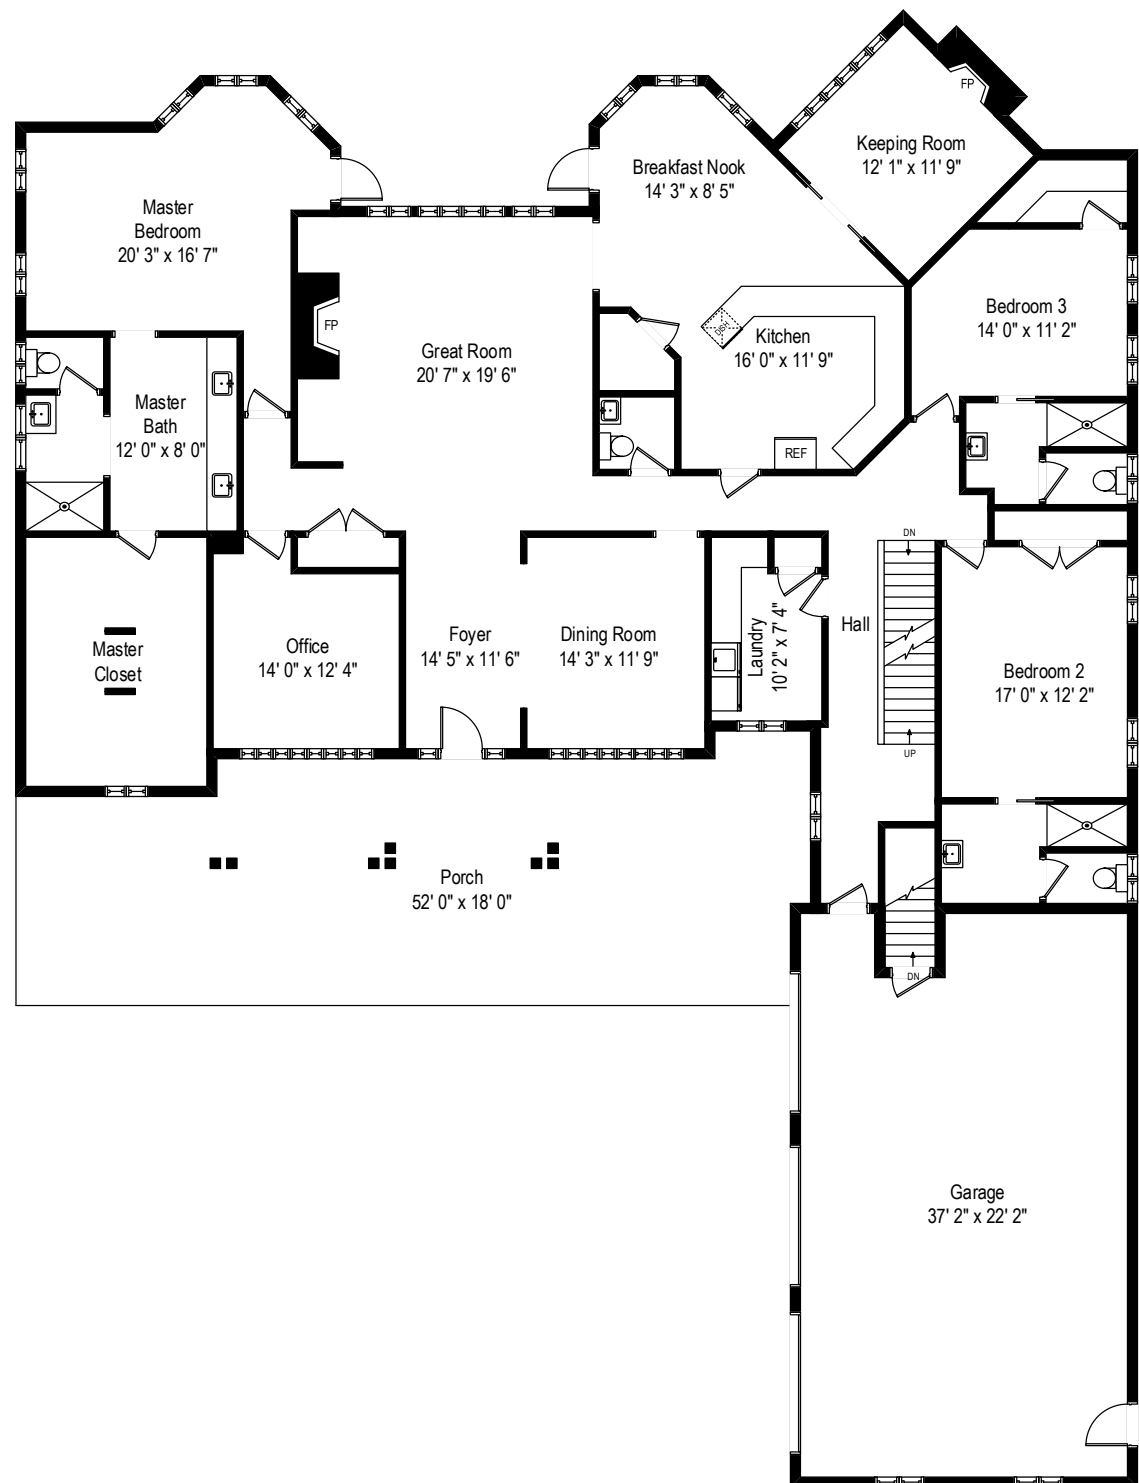 FP
Keeping Room
12' 1" x 11' 9"
Breakfast Nook
14' 3" x 8' 5"
Master
Bedroom
20' 3" x 16' 7"
Bedroom 3
14' 0" x 11' 2"
FP
DISH
Kitchen
16' 0" x 11' 9"
Great Room
20' 7" x 19' 6"
Master
Bath
12' 0" x 8' 0"
REF
DN
Hall
Laundry
10' 2" x 7' 4"
Foyer
14' 5" x 11' 6"
Dining Room
14' 3" x 11' 9"
Office
14' 0" x 12' 4"
Master
Closet
Bedroom 2
17' 0" x 12' 2"
UP
Porch
52' 0" x 18' 0"
DN
Garage
37' 2" x 22' 2"